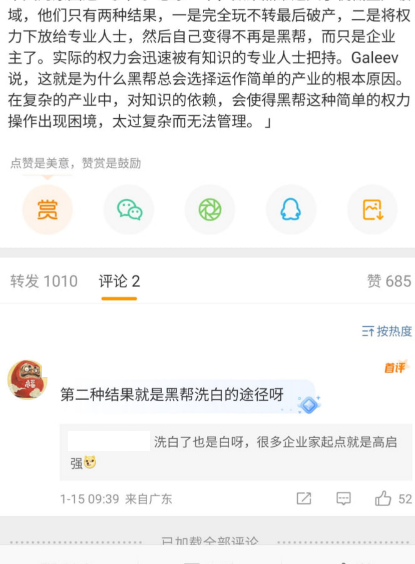 域，他们只有两种结果，一是完全玩不转最后破产，二是将权
力下放给专业人士，然后自己变得不再是黑帮，而只是企业
主了。实际的权力会迅速被有知识的专业人士把持。Galeev
说，这就是为什么黑帮总会选择运作简单的产业的根本原因。
在复杂的产业中，对知识的依赖，会使得黑帮这种简单的权力
操作出现困境，太过复杂而无法管理。」
点赞是美意，赞赏是鼓励
赏
转发 1010 评论 2 赞 685
按热度
首评
第二种结果就是黑帮洗白的途径呀
洗白了也是白呀，很多企业家起点就是高启
强
1-15 09:39 来自广东 52
已加载全部评论